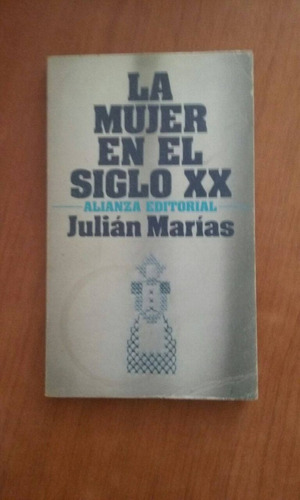 LA
MUJER
EN EL
SIGLO XX
ALIANZA EDITORIAL
Julián Marías